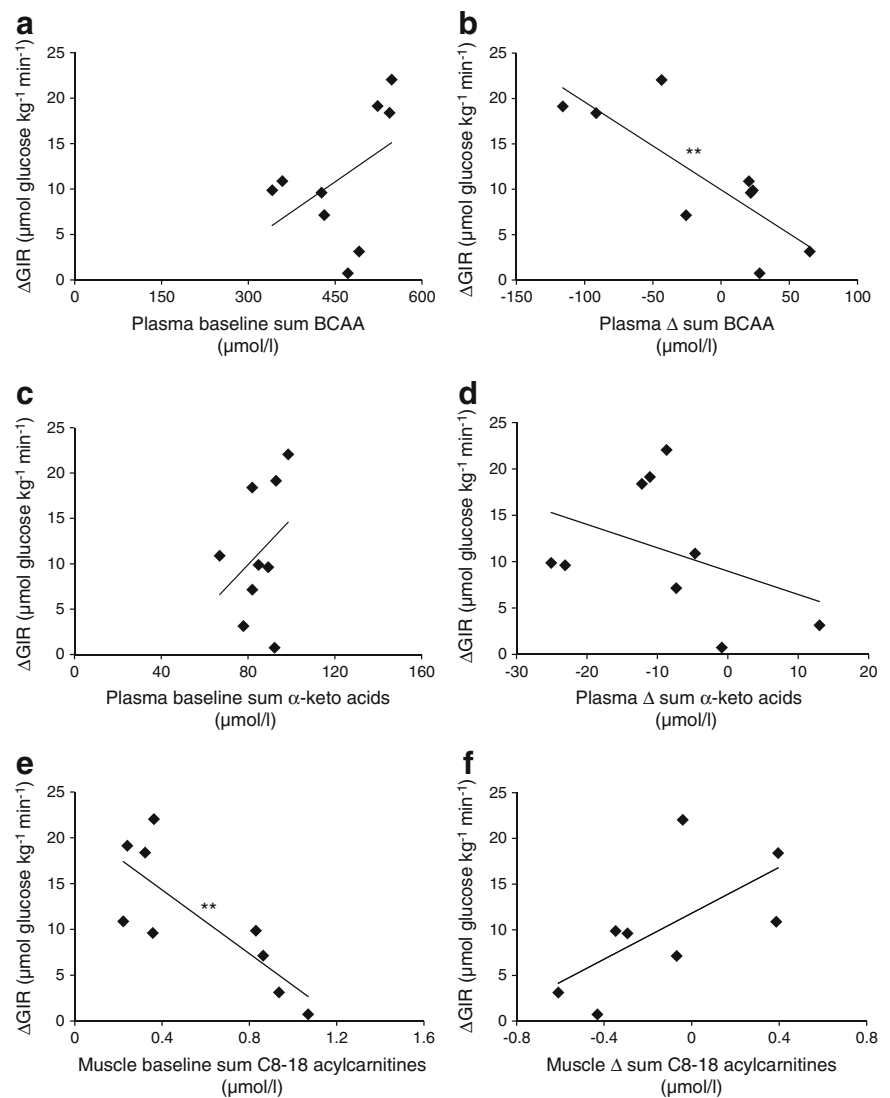 a
ΔGIR (µmol glucose kg⁻¹ min⁻¹)
25
20
15
10
5
0
0 150 300 450 600
Plasma baseline sum BCAA
(µmol/l)
b
ΔGIR (µmol glucose kg⁻¹ min⁻¹)
25
20
15
10
5
0
**
-150 -100 -50 0 50 100
Plasma Δ sum BCAA
(µmol/l)
c
ΔGIR (µmol glucose kg⁻¹ min⁻¹)
25
20
15
10
5
0
0 40 80 120 160
Plasma baseline sum α-keto acids
(µmol/l)
d
ΔGIR (µmol glucose kg⁻¹ min⁻¹)
25
20
15
10
5
0
-30 -20 -10 0 10 20
Plasma Δ sum α-keto acids
(µmol/l)
e
ΔGIR (µmol glucose kg⁻¹ min⁻¹)
25
20
15
10
5
0
**
0 0.4 0.8 1.2 1.6
Muscle baseline sum C8-18 acylcarnitines
(µmol/l)
f
ΔGIR (µmol glucose kg⁻¹ min⁻¹)
25
20
15
10
5
0
-0.8 -0.4 0 0.4 0.8
Muscle Δ sum C8-18 acylcarnitines
(µmol/l)